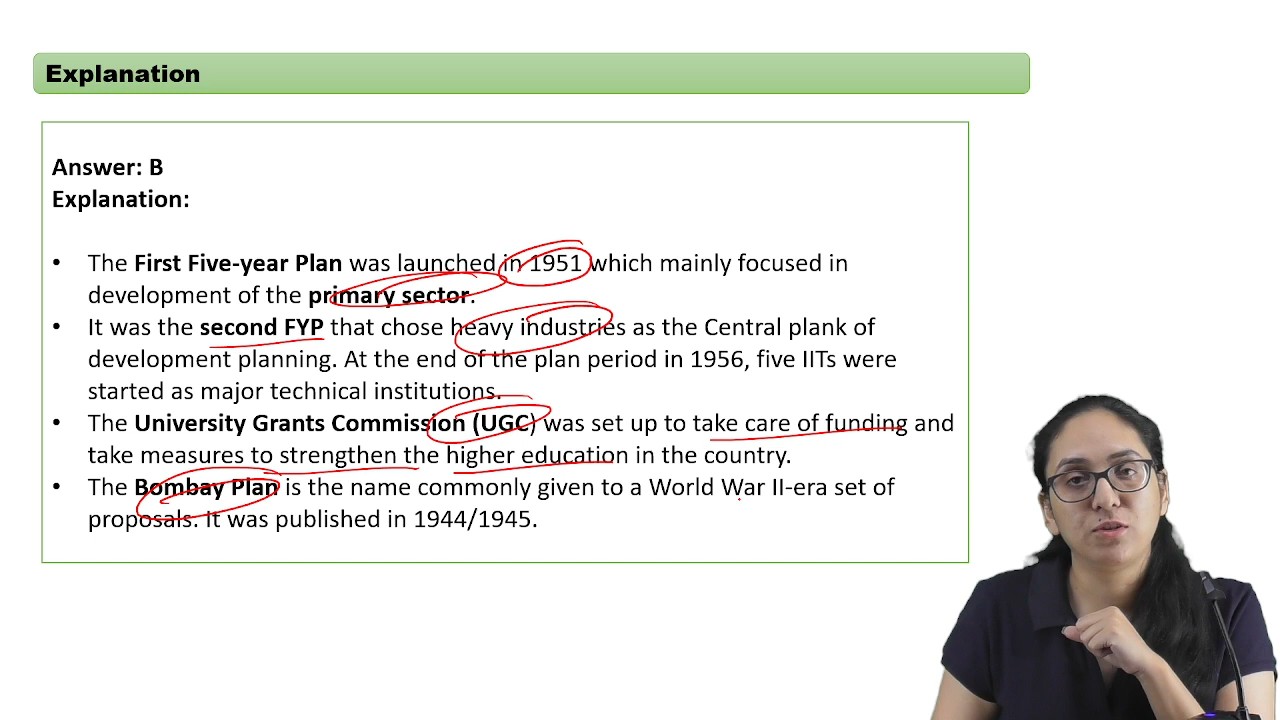 Explanation
Answer: B
Explanation:
• The First Five-year Plan was launched in 1951 which mainly focused in
development of the primary sector.
• It was the second FYP that chose heavy industries as the Central plank of
development planning. At the end of the plan period in 1956, five IITs were
started as major technical institutions.
• The University Grants Commission (UGC) was set up to take care of funding and
take measures to strengthen the higher education in the country.
• The Bombay Plan is the name commonly given to a World War II-era set of
proposals. It was published in 1944/1945.